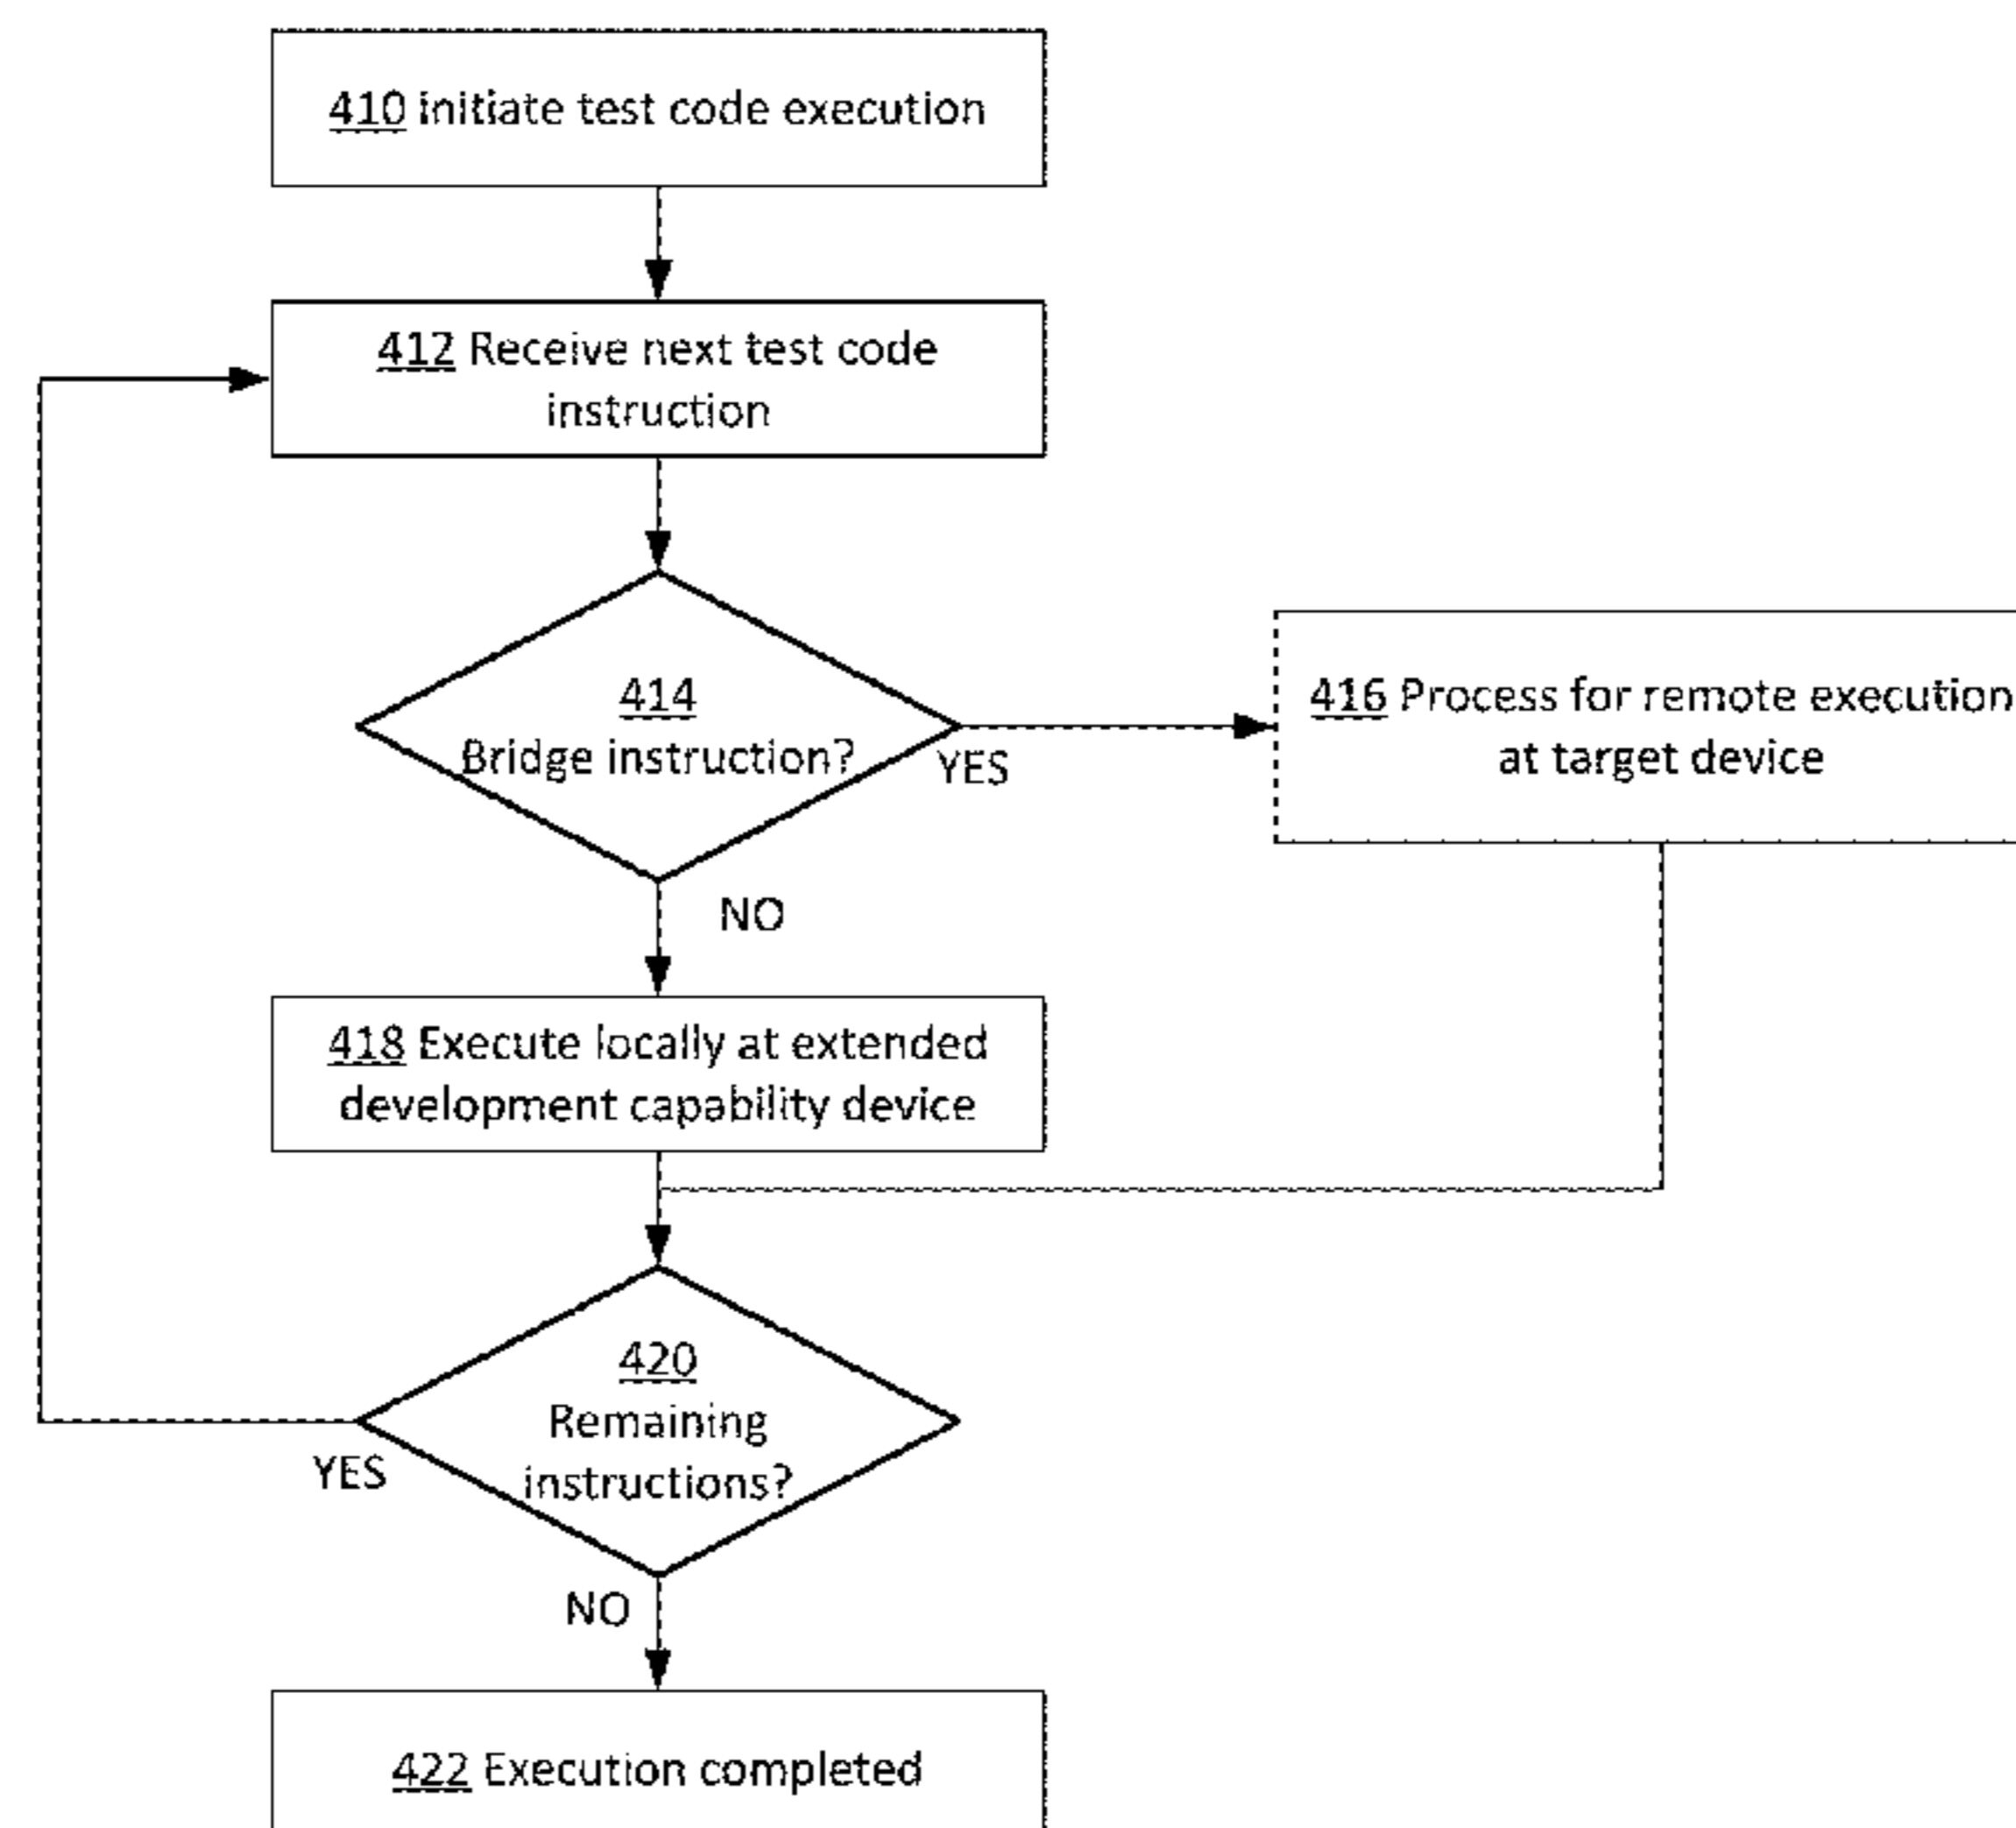 410 Initiate test code execution
412 Receive next test code
instruction
414
Bridge instruction?
YES
416 Process for remote execution
at target device
NO
418 Execute locally at extended
development capability device
420
Remaining
instructions?
YES
NO
422 Execution completed